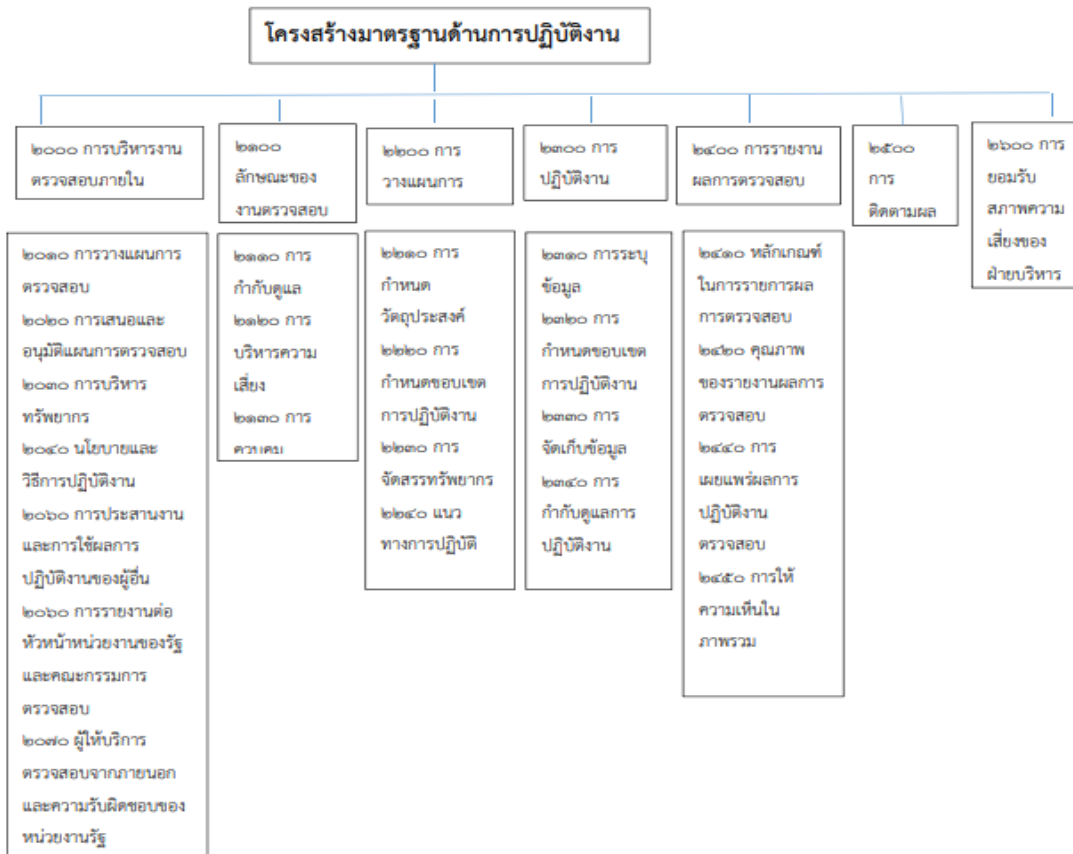 โครงสร้างมาตรฐานด้านการปฏิบัติงาน
๒๐๐๐ การบริหารงาน
ตรวจสอบภายใน
๒๑๐๐
ลักษณะของ
งานตรวจสอบ
๒๒๐๐ การ
วางแผนการ
๒๓๐๐ การ
ปฏิบัติงาน
๒๔๐๐ การรายงาน
ผลการตรวจสอบ
๒๕๐๐
การ
ติดตามผล
๒๖๐๐ การ
ยอมรับ
สภาพความ
เสี่ยงของ
ฝ่ายบริหาร
๒๐๑๐ การวางแผนการ
ตรวจสอบ
๒๐๒๐ การเสนอและ
อนุมัติแผนการตรวจสอบ
๒๐๓๐ การบริหาร
ทรัพยากร
๒๐๔๐ นโยบายและ
วิธีการปฏิบัติงาน
๒๐๖๐ การประสานงาน
และการใช้ผลการ
ปฏิบัติงานของผู้อื่น
๒๐๖๐ การรายงานต่อ
หัวหน้าหน่วยงานของรัฐ
และคณะกรรมการ
ตรวจสอบ
๒๐๗๐ ผู้ให้บริการ
ตรวจสอบจากภายนอก
และความรับผิดชอบของ
หน่วยงานรัฐ
๒๑๑๐ การ
กำกับดูแล
๒๑๒๐ การ
บริหารความ
เสี่ยง
๒๑๓๐ การ
ควบคุม
๒๒๑๐ การ
กำหนด
วัตถุประสงค์
๒๒๒๐ การ
กำหนดขอบเขต
การปฏิบัติงาน
๒๒๓๐ การ
จัดสรรทรัพยากร
๒๒๔๐ แนว
ทางการปฏิบัติ
๒๓๑๐ การระบุ
ข้อมูล
๒๓๒๐ การ
กำหนดขอบเขต
การปฏิบัติงาน
๒๓๓๐ การ
จัดเก็บข้อมูล
๒๓๔๐ การ
กำกับดูแลการ
ปฏิบัติงาน
๒๔๑๐ หลักเกณฑ์
ในการรายการผล
การตรวจสอบ
๒๔๒๐ คุณภาพ
ของรายงานผลการ
ตรวจสอบ
๒๔๔๐ การ
เผยแพร่ผลการ
ปฏิบัติงาน
ตรวจสอบ
๒๔๕๐ การให้
ความเห็นใน
ภาพรวม